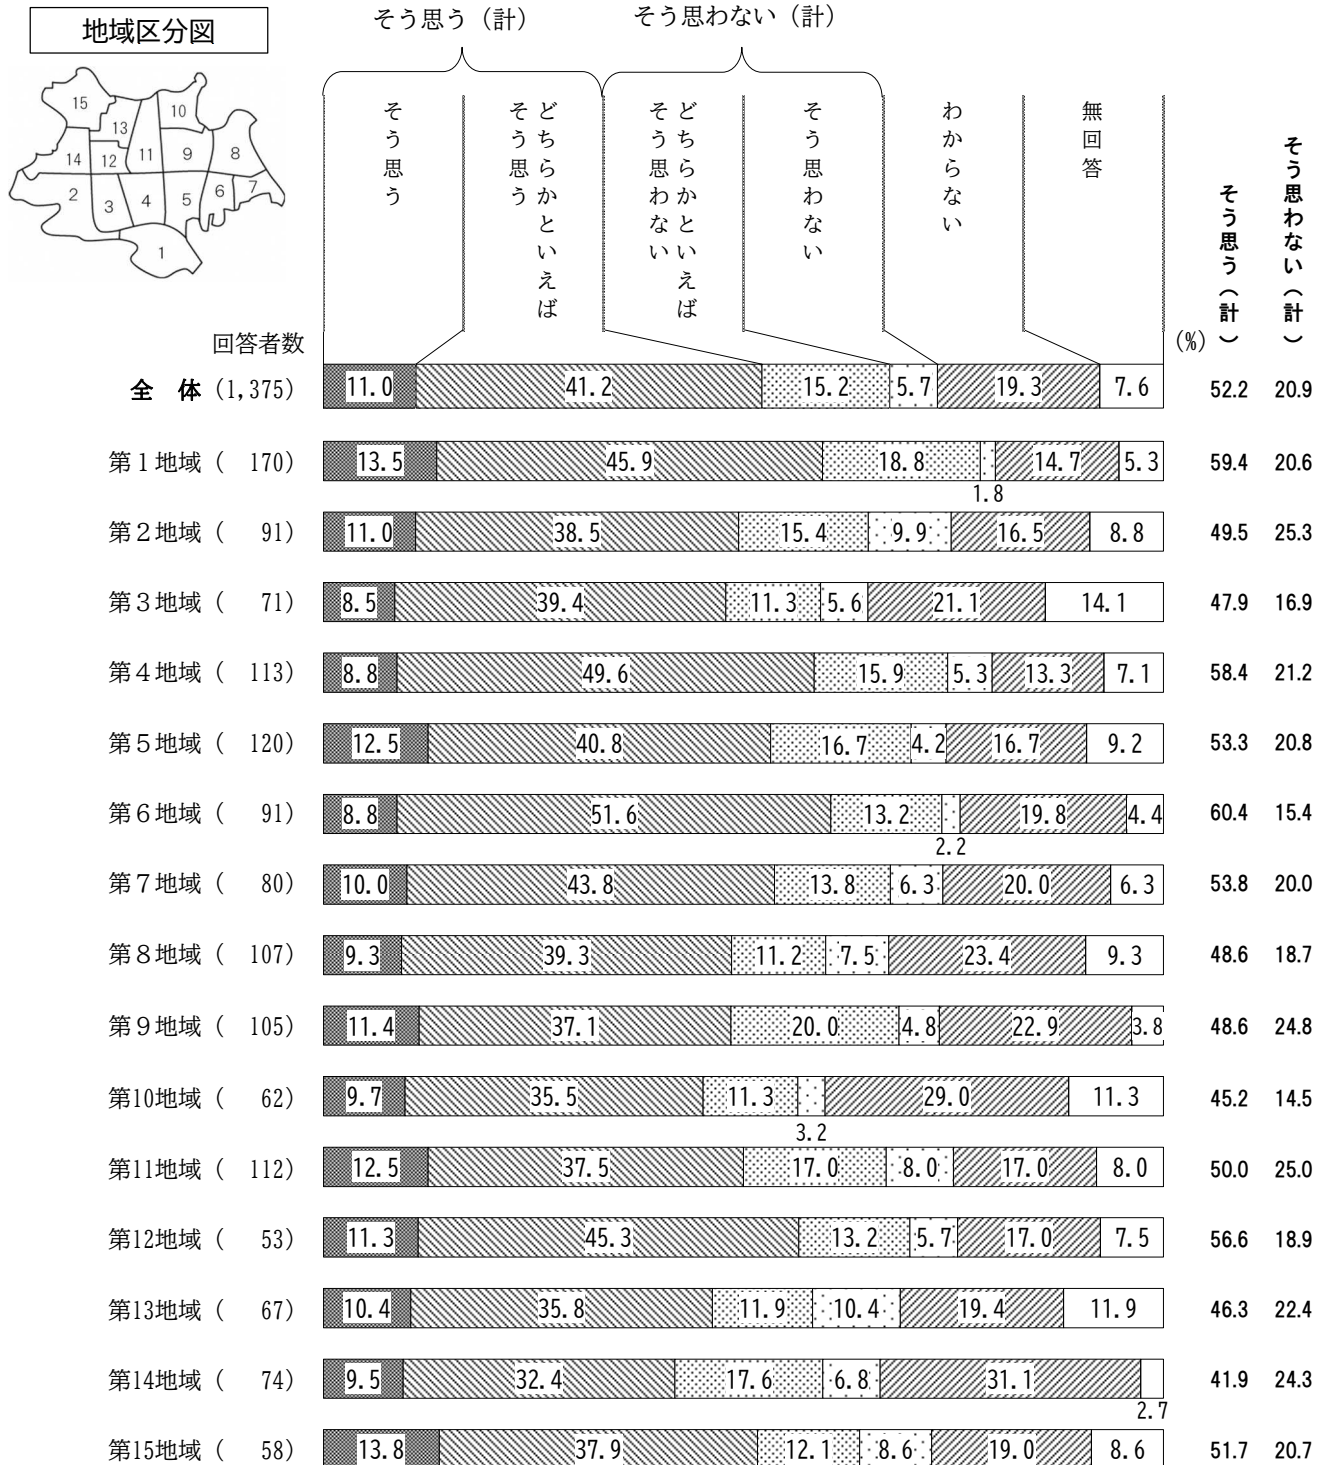 地域区分図
15
10
13
14
12
11
9
8
2
3
4
5
6
7
1
そう思う（計）
そう思わない（計）
そう思う
どちらかといえば
そう思う
どちらかといえば
そう思わない
そう思わない
わからない
無回答
そう思う（計）
そう思わない（計）
回答者数
(%)
全 体 (1,375) 11.0 41.2 15.2 5.7 19.3 7.6 52.2 20.9
第１地域 ( 170) 13.5 45.9 18.8 1.8 14.7 5.3 59.4 20.6
第２地域 ( 91) 11.0 38.5 15.4 9.9 16.5 8.8 49.5 25.3
第３地域 ( 71) 8.5 39.4 11.3 5.6 21.1 14.1 47.9 16.9
第４地域 ( 113) 8.8 49.6 15.9 5.3 13.3 7.1 58.4 21.2
第５地域 ( 120) 12.5 40.8 16.7 4.2 16.7 9.2 53.3 20.8
第６地域 ( 91) 8.8 51.6 13.2 2.2 19.8 4.4 60.4 15.4
第７地域 ( 80) 10.0 43.8 13.8 6.3 20.0 6.3 53.8 20.0
第８地域 ( 107) 9.3 39.3 11.2 7.5 23.4 9.3 48.6 18.7
第９地域 ( 105) 11.4 37.1 20.0 4.8 22.9 3.8 48.6 24.8
第10地域 ( 62) 9.7 35.5 11.3 3.2 29.0 11.3 45.2 14.5
第11地域 ( 112) 12.5 37.5 17.0 8.0 17.0 8.0 50.0 25.0
第12地域 ( 53) 11.3 45.3 13.2 5.7 17.0 7.5 56.6 18.9
第13地域 ( 67) 10.4 35.8 11.9 10.4 19.4 11.9 46.3 22.4
第14地域 ( 74) 9.5 32.4 17.6 6.8 31.1 2.7 41.9 24.3
第15地域 ( 58) 13.8 37.9 12.1 8.6 19.0 8.6 51.7 20.7